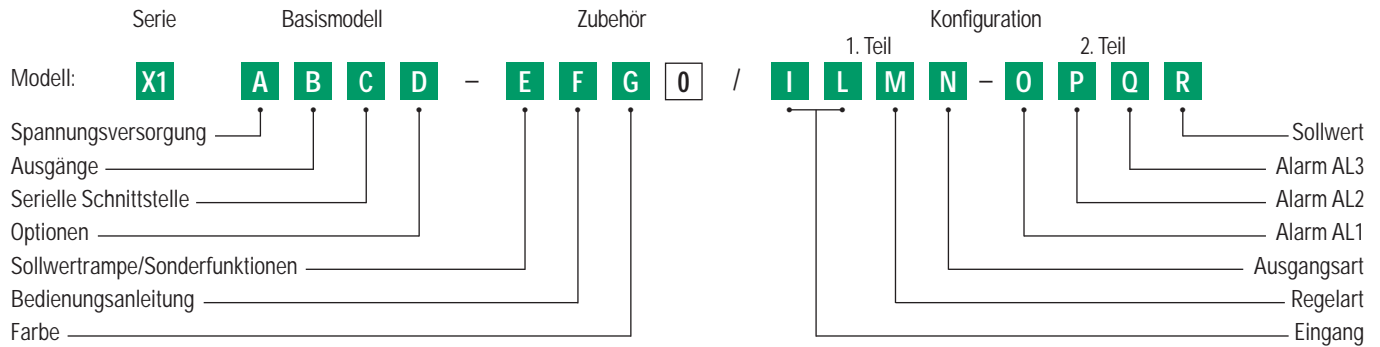 Serie Basismodell Zubehör Konfiguration
1. Teil 2. Teil
Modell: X1 A B C D – E F G 0 / I L M N – O P Q R
Spannungsversorgung Sollwert
Ausgänge Alarm AL3
Serielle Schnittstelle Alarm AL2
Optionen Alarm AL1
Sollwertrampe/Sonderfunktionen Ausgangsart
Bedienungsanleitung Regelart
Farbe Eingang